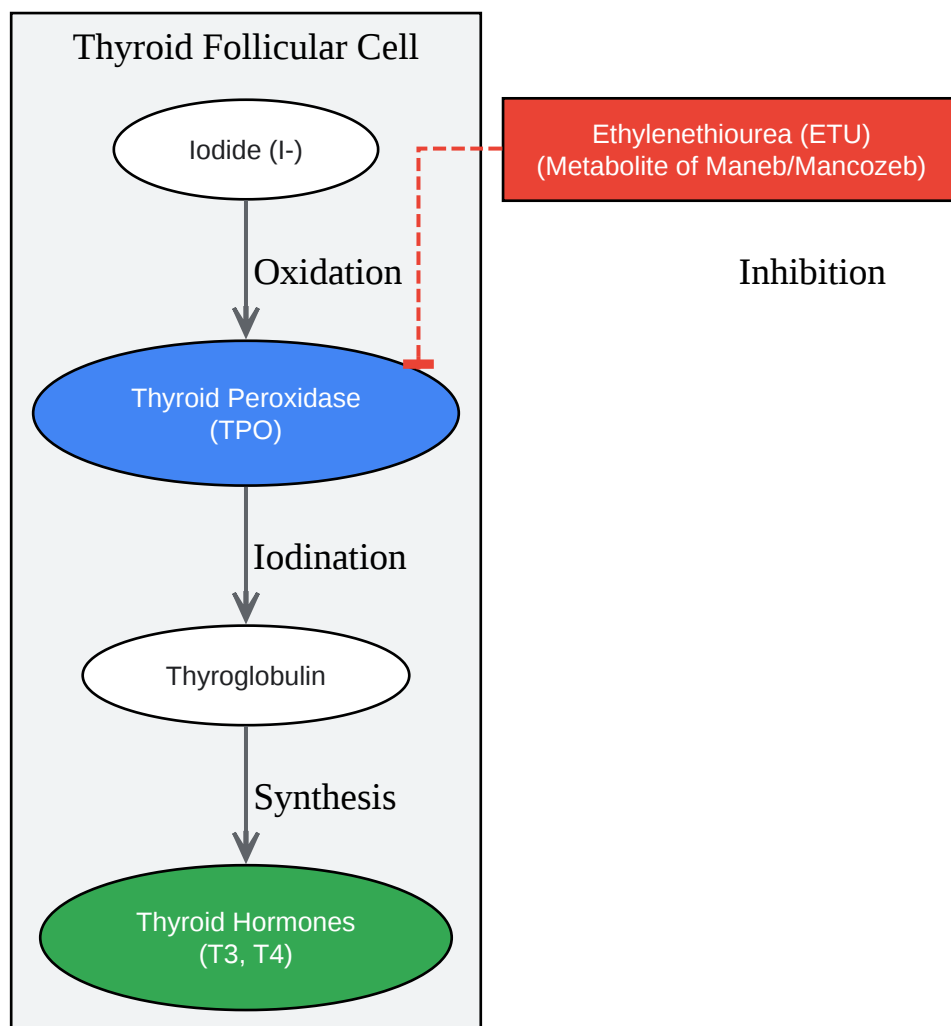 Thyroid Follicular Cell
Iodide (I-)
Ethylenethiourea (ETU)
(Metabolite of Maneb/Mancozeb)
Oxidation
Inhibition
Thyroid Peroxidase
(TPO)
Iodination
Thyroglobulin
Synthesis
Thyroid Hormones
(T3, T4)